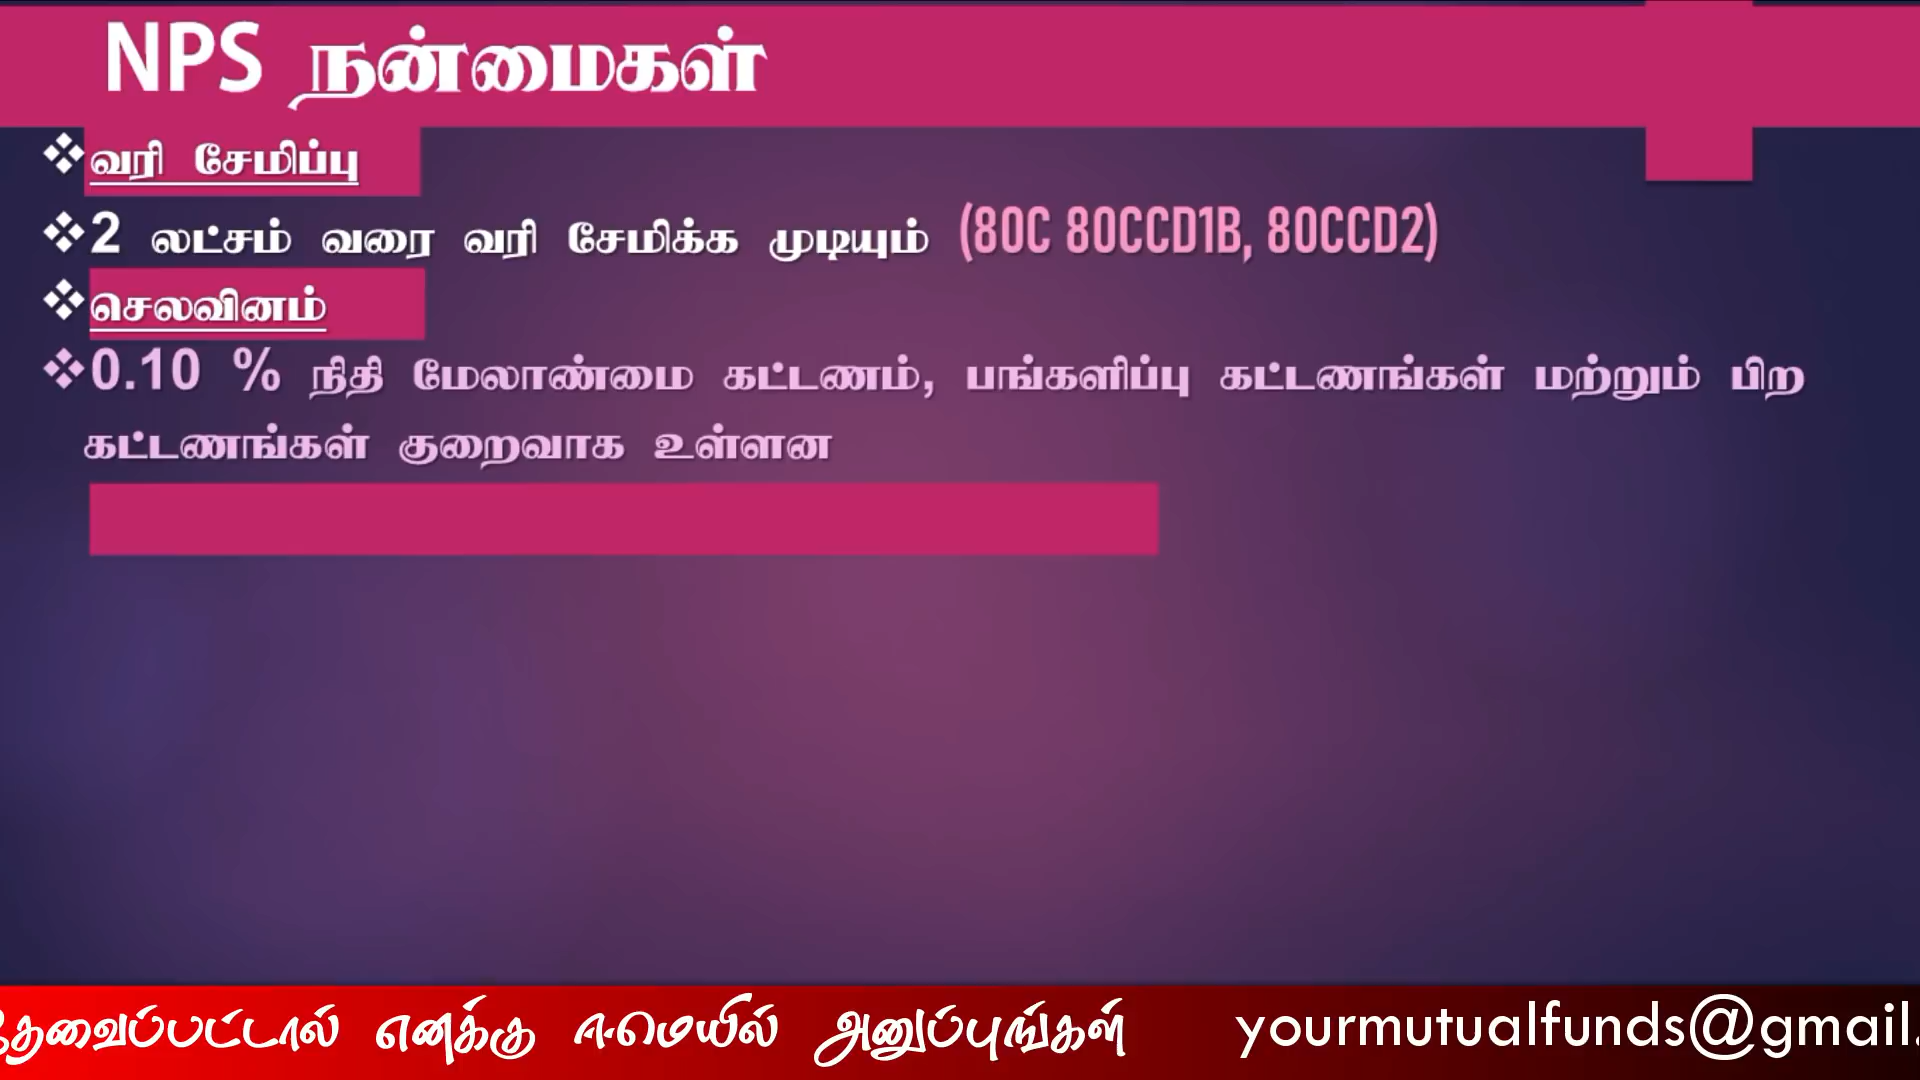 NPS நன்மைகள்
❖வரி சேமிப்பு
❖2 லட்சம் வரை வரி சேமிக்க முடியும் (80C 80CCD1B, 80CCD2)
❖செலவினம்
❖0.10 % நிதி மேலாண்மை கட்டணம், பங்களிப்பு கட்டணங்கள் மற்றும் பிற
கட்டணங்கள் குறைவாக உள்ளன
தேவைப்பட்டால் எனக்கு ஈமெயில் அனுப்புங்கள் yourmutualfunds@gmail.